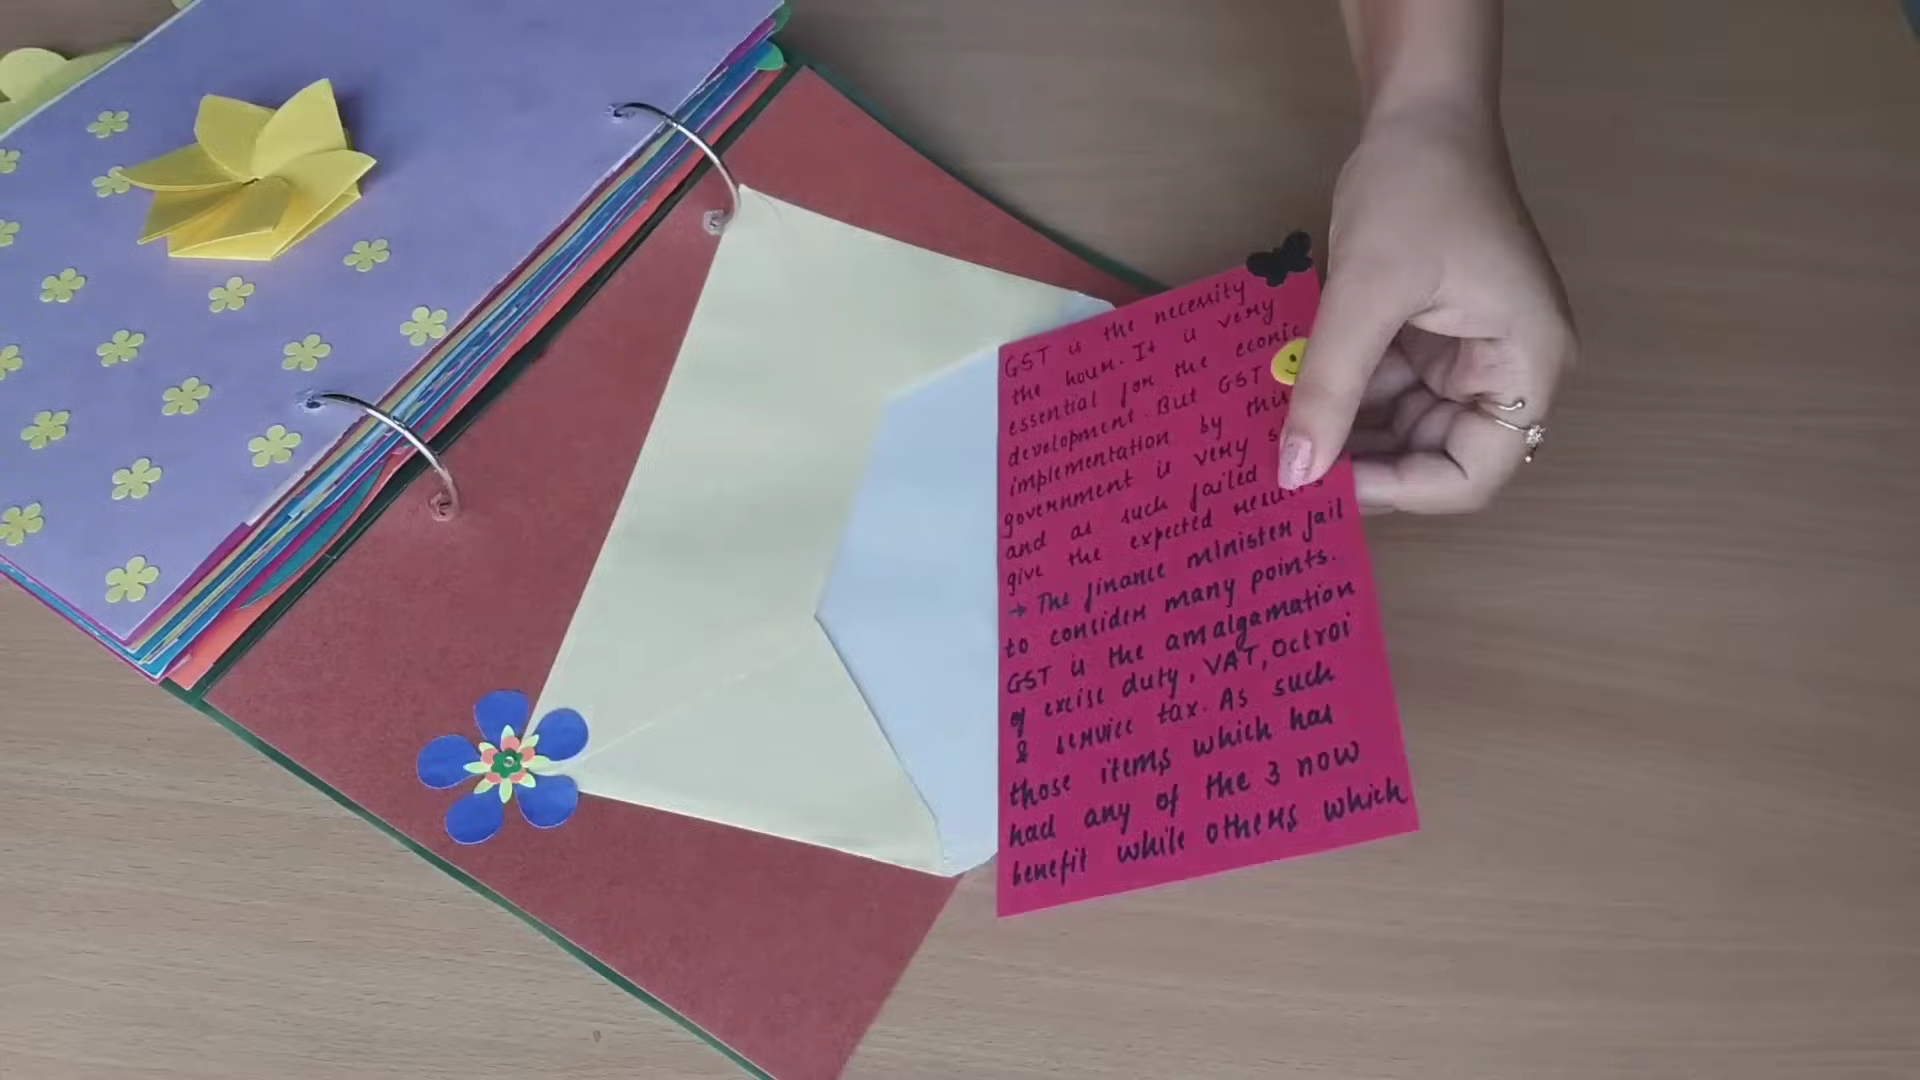 GST is the necessity
the hour. It is very
essential for the econic
development. But GST
implementation by this
government is very
and as such failed
give the expected results
→ The finance minister fail
to consider many points.
GST is the amalgamation
of excise duty, VAT, Octroi
& service tax. As such
those items which has
had any of the 3 now
benefit while others which